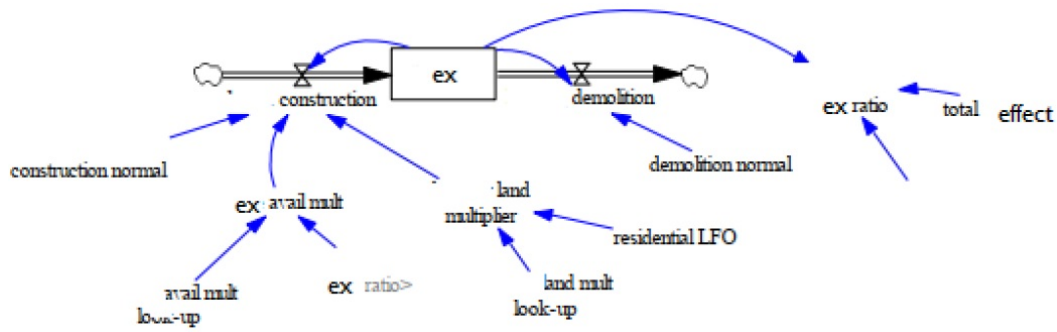 ex
construction
demolition
ex ratio
total effect
construction normal
demolition normal
ex avail mult
land
multiplier
residential LFO
avail mult
look-up
ex ratio>
land mult
look-up